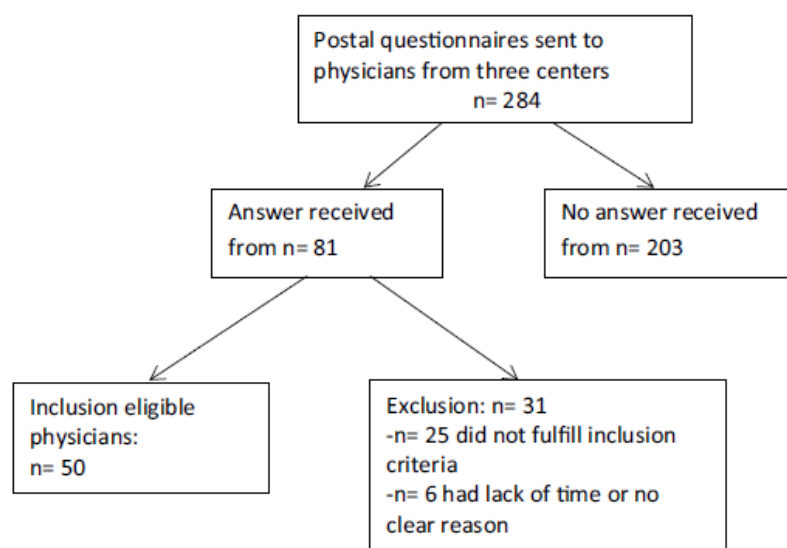 Postal questionnaires sent to
physicians from three centers
n= 284
Answer received
from n= 81
No answer received
from n= 203
Inclusion eligible
physicians:
n= 50
Exclusion: n= 31
-n= 25 did not fulfill inclusion
criteria
-n= 6 had lack of time or no
clear reason